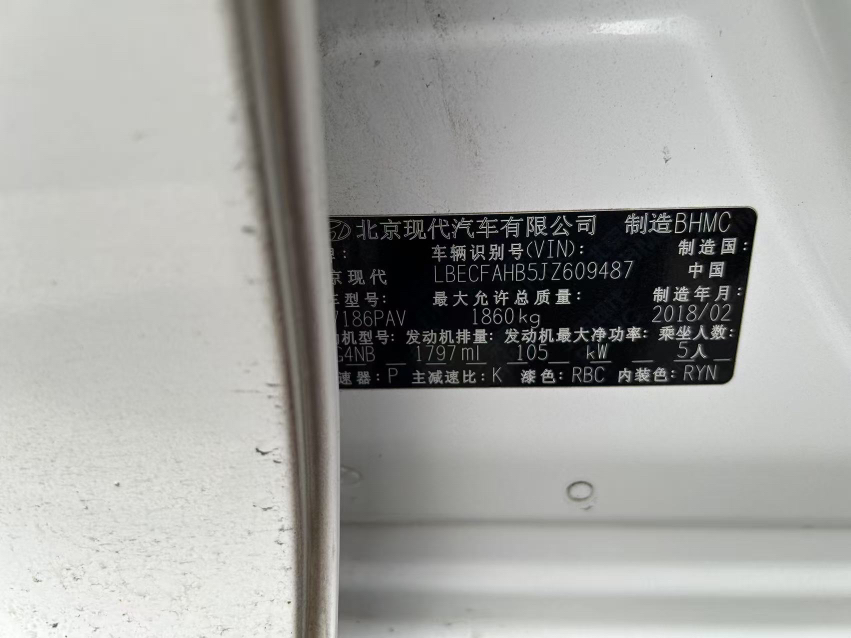 北京现代汽车有限公司 制造BHMC
车辆识别号(VIN): 制造国:
京现代 LBECFAHB5JZ609487 中国
车型号: 最大允许总质量: 制造年月:
7186PAV 1860kg 2018/02
机型号: 发动机排量: 发动机最大净功率: 乘坐人数:
G4NB 1797ml 105 kW 5人
速器: P 主减速比: K 漆色: RBC 内装色: RYN